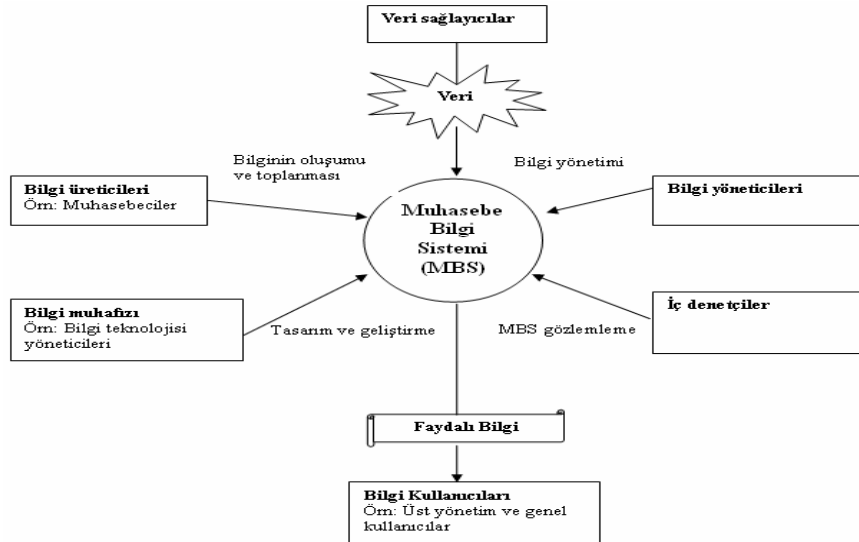 Veri sağlayıcılar
Veri
Bilginin oluşumu
ve toplanması
Bilgi yönetimi
Bilgi üreticileri
Örn: Muhasebeciler
Bilgi yöneticileri
Muhasebe
Bilgi
Sistemi
(MBS)
Bilgi muhafızı
Örn: Bilgi teknolojisi
yöneticileri
Tasarım ve geliştirme
MBS gözlemleme
İç denetçiler
Faydalı Bilgi
Bilgi Kullanıcıları
Örn: Üst yönetim ve genel
kullanıcılar